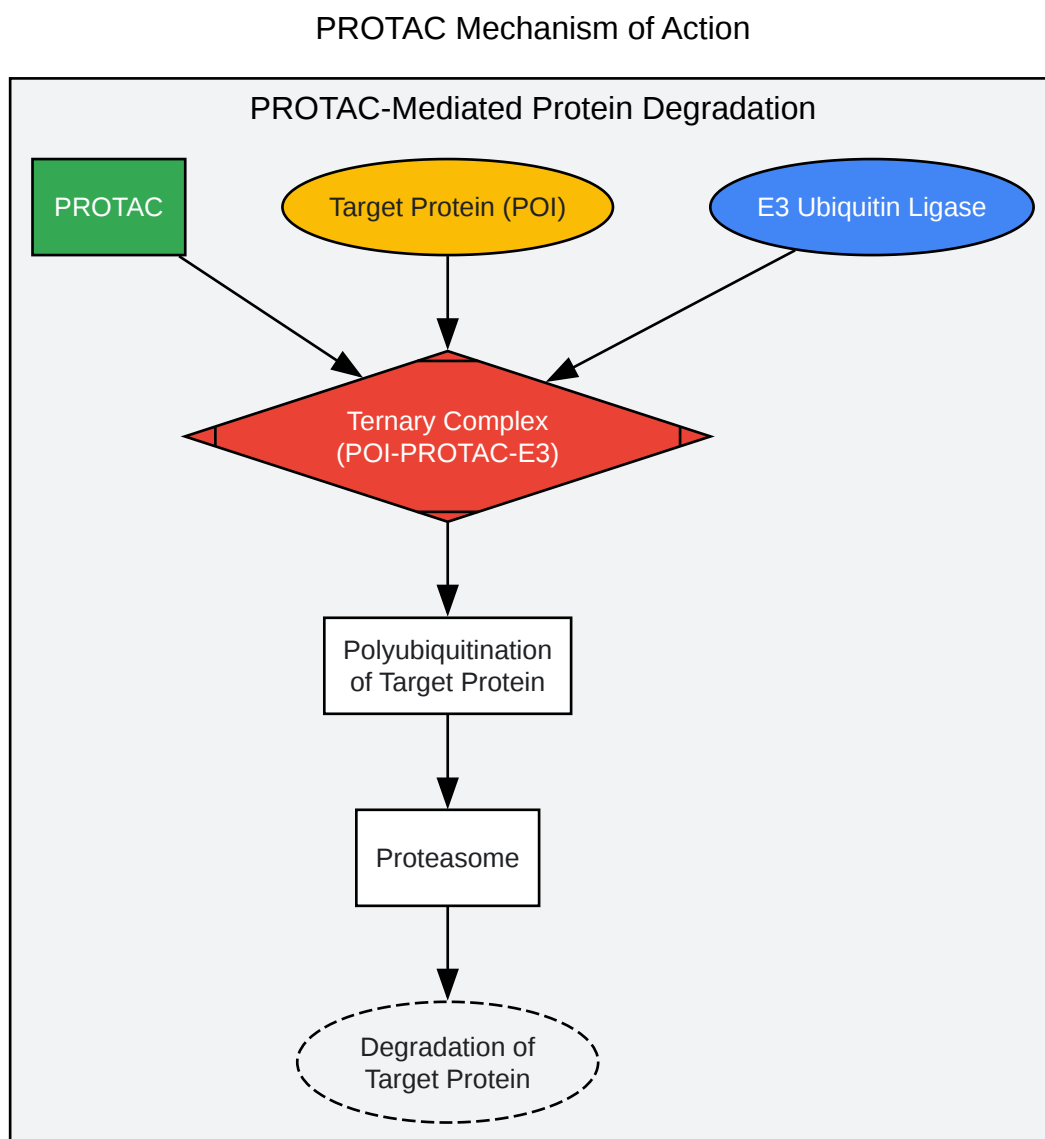 PROTAC Mechanism of Action
PROTAC-Mediated Protein Degradation
PROTAC
Target Protein (POI)
E3 Ubiquitin Ligase
Ternary Complex
(POI-PROTAC-E3)
Polyubiquitination
of Target Protein
Proteasome
Degradation of
Target Protein